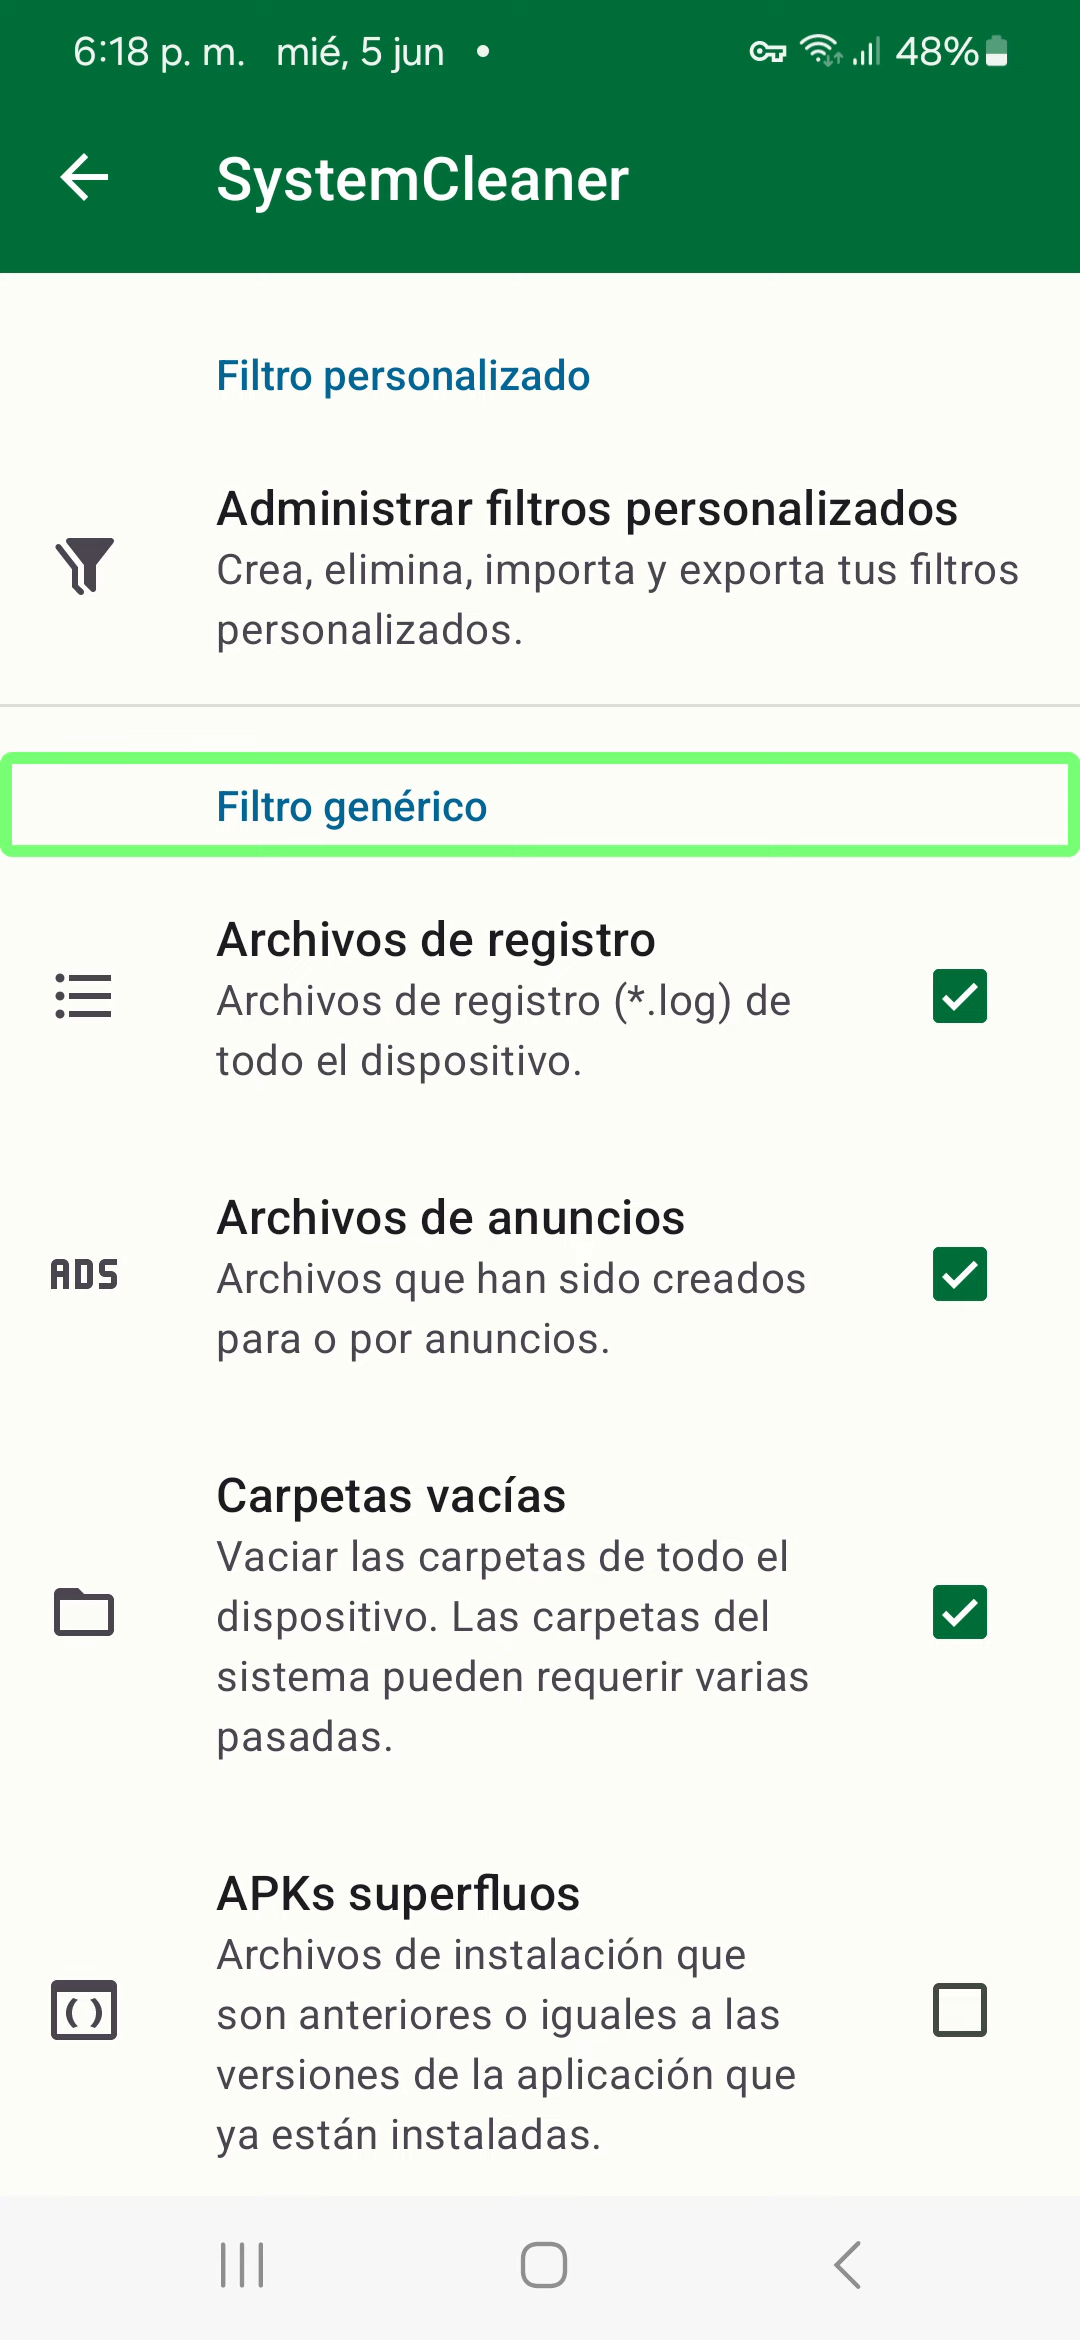 6:18 p. m. mié, 5 jun • 48%
SystemCleaner
Filtro personalizado
Administrar filtros personalizados
Crea, elimina, importa y exporta tus filtros
personalizados.
Filtro genérico
Archivos de registro
Archivos de registro (*.log) de
todo el dispositivo.
ADS
Archivos de anuncios
Archivos que han sido creados
para o por anuncios.
Carpetas vacías
Vaciar las carpetas de todo el
dispositivo. Las carpetas del
sistema pueden requerir varias
pasadas.
APKs superfluos
Archivos de instalación que
son anteriores o iguales a las
versiones de la aplicación que
ya están instaladas.